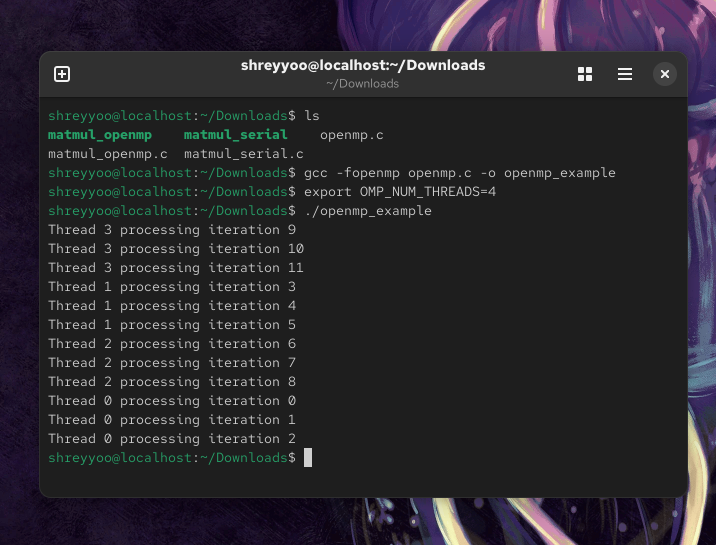 shreyyoo@localhost:~/Downloads
~/Downloads
shreyyoo@localhost:~/Downloads$ ls
matmul_openmp    matmul_serial    openmp.c
matmul_openmp.c  matmul_serial.c
shreyyoo@localhost:~/Downloads$ gcc -fopenmp openmp.c -o openmp_example
shreyyoo@localhost:~/Downloads$ export OMP_NUM_THREADS=4
shreyyoo@localhost:~/Downloads$ ./openmp_example
Thread 3 processing iteration 9
Thread 3 processing iteration 10
Thread 3 processing iteration 11
Thread 1 processing iteration 3
Thread 1 processing iteration 4
Thread 1 processing iteration 5
Thread 2 processing iteration 6
Thread 2 processing iteration 7
Thread 2 processing iteration 8
Thread 0 processing iteration 0
Thread 0 processing iteration 1
Thread 0 processing iteration 2
shreyyoo@localhost:~/Downloads$